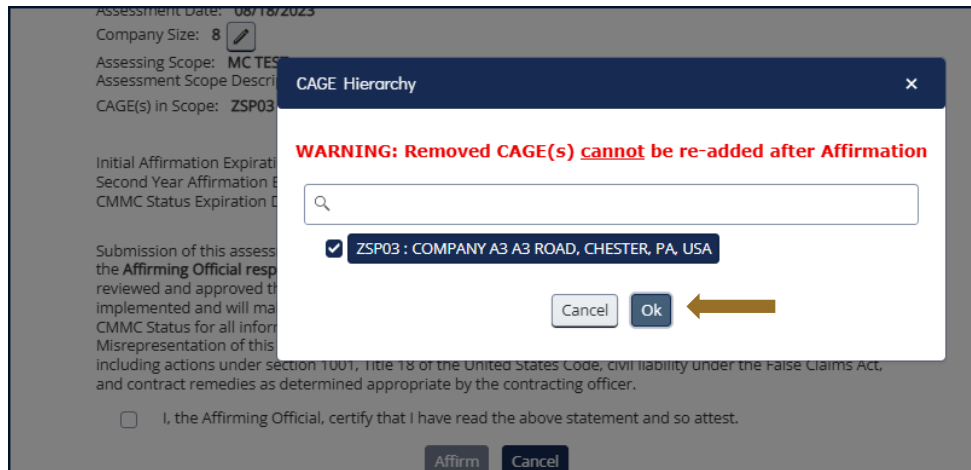 Assessment Date: 08/18/2023
Company Size: 8
Assessing Scope: MC TEST
Assessment Scope Descri
CAGE(s) in Scope: ZSP03
CAGE Hierarchy
×
WARNING: Removed CAGE(s) cannot be re-added after Affirmation
ZSP03 : COMPANY A3 A3 ROAD, CHESTER, PA, USA
Cancel
Ok
Initial Affirmation Expirati
Second Year Affirmation E
CMMC Status Expiration D
Submission of this assess
the Affirming Official resp
reviewed and approved th
implemented and will mai
CMMC Status for all inform
Misrepresentation of this
including actions under section 1001, Title 18 of the United States Code, civil liability under the False Claims Act,
and contract remedies as determined appropriate by the contracting officer.
I, the Affirming Official, certify that I have read the above statement and so attest.
Affirm
Cancel